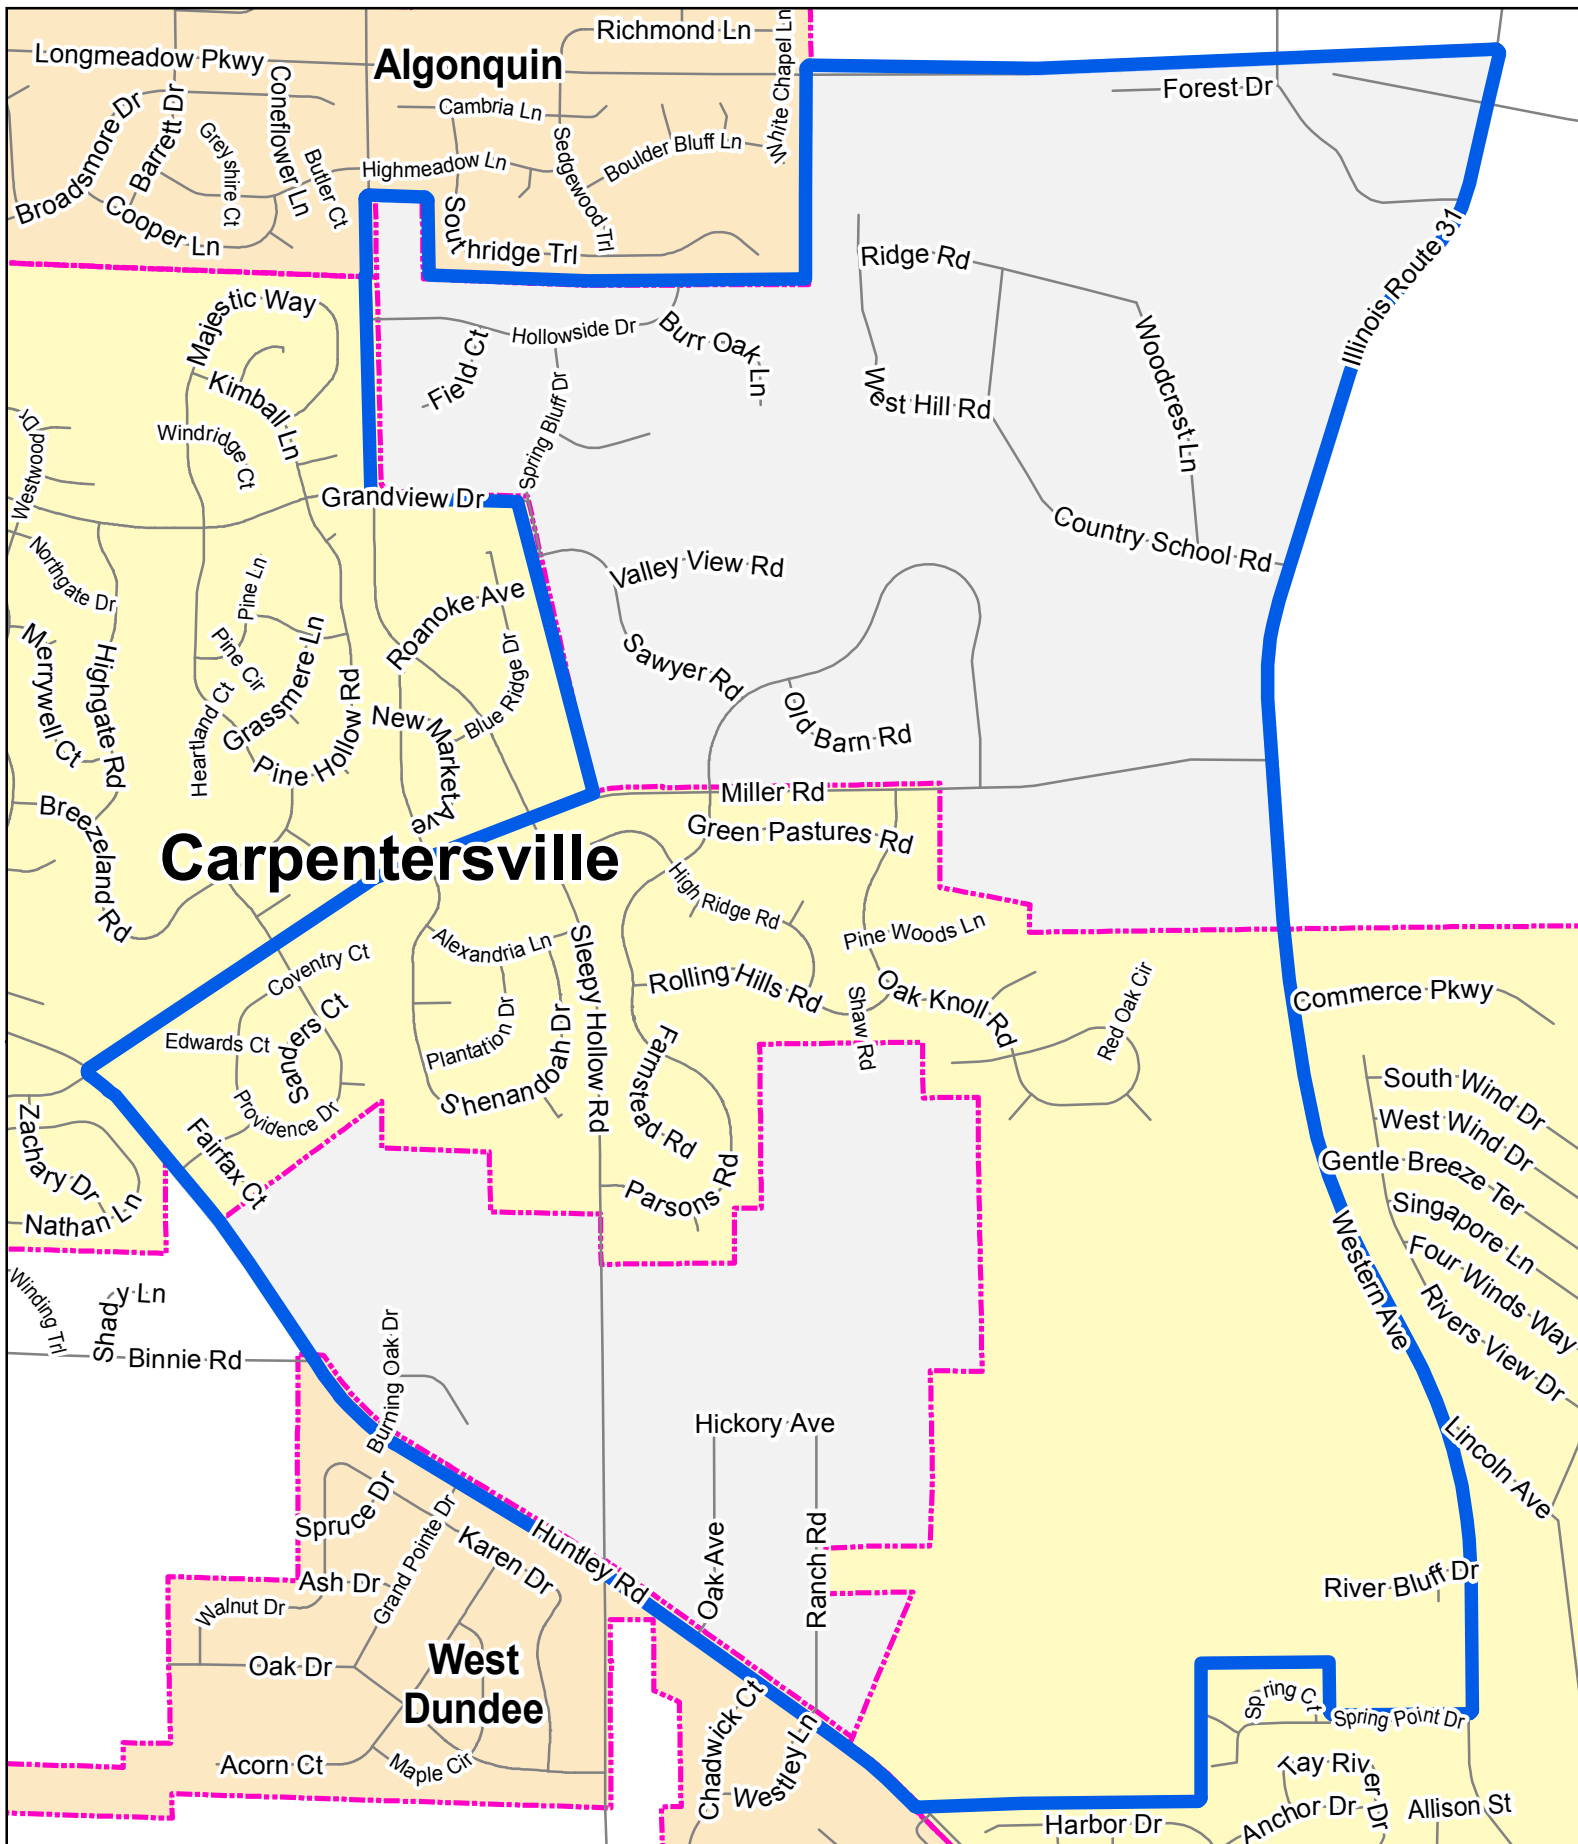 Richmond Ln
Longmeadow Pkwy
Algonquin
White Chapel Ln
Forest Dr
Coneflower Ln
Broadsmore Dr
Barrett Dr
Cambria Ln
Greyshire Ct
Butler Ct
Highmeadow Ln
Sedgewood Trl
Boulder Bluff Ln
Cooper Ln
Southridge Trl
Ridge Rd
Illinois Route 31
Majestic Way
Hollowside Dr
Burr Oak Ln
Field Ct
Kimball Ln
Woodcrest Ln
West Hill Rd
Spring Bluff Dr
Windridge Ct
Westwood Dr
Grandview Dr
Country School Rd
Northgate Dr
Pine Ln
Valley View Rd
Roanoke Ave
Merrywell Ct
Highgate Rd
Pine Cir
Grassmere Ln
Sawyer Rd
Blue Ridge Dr
Heartland Ct
Pine Hollow Rd
New Market Ave
Old Barn Rd
Miller Rd
Breezeland Rd
Green Pastures Rd
Carpentersville
High Ridge Rd
Pine Woods Ln
Alexandria Ln
Sleepy Hollow Rd
Coventry Ct
Rolling Hills Rd
Oak Knoll Rd
Shaw Rd
Red Oak Cir
Commerce Pkwy
Edwards Ct
Sanders Ct
Plantation Dr
Shenandoah Dr
Farmstead Rd
South Wind Dr
Providence Dr
West Wind Dr
Zachary Dr
Fairfax Ct
Gentle Breeze Ter
Parsons Rd
Nathan Ln
Singapore Ln
Western Ave
Four Winds Way
Winding Trl
Shady Ln
Rivers View Dr
Binnie Rd
Burning Oak Dr
Hickory Ave
Lincoln Ave
Spruce Dr
Grand Pointe Dr
Karen Dr
Huntley Rd
Oak Ave
Ranch Rd
Ash Dr
River Bluff Dr
Walnut Dr
Oak Dr
West
Dundee
Chadwick Ct
Spring Ct
Spring Point Dr
Acorn Ct
Maple Cir
Westley Ln
Tay River Dr
Anchor Dr
Allison St
Harbor Dr